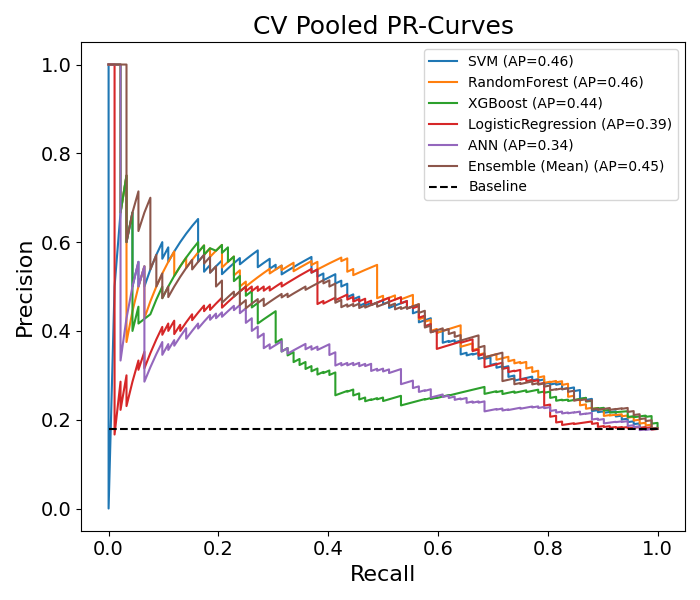 CV Pooled PR-Curves
SVM (AP=0.46)
RandomForest (AP=0.46)
XGBoost (AP=0.44)
LogisticRegression (AP=0.39)
ANN (AP=0.34)
Ensemble (Mean) (AP=0.45)
Baseline
Precision
1.0
0.8
0.6
0.4
0.2
0.0
0.0 0.2 0.4 0.6 0.8 1.0
Recall